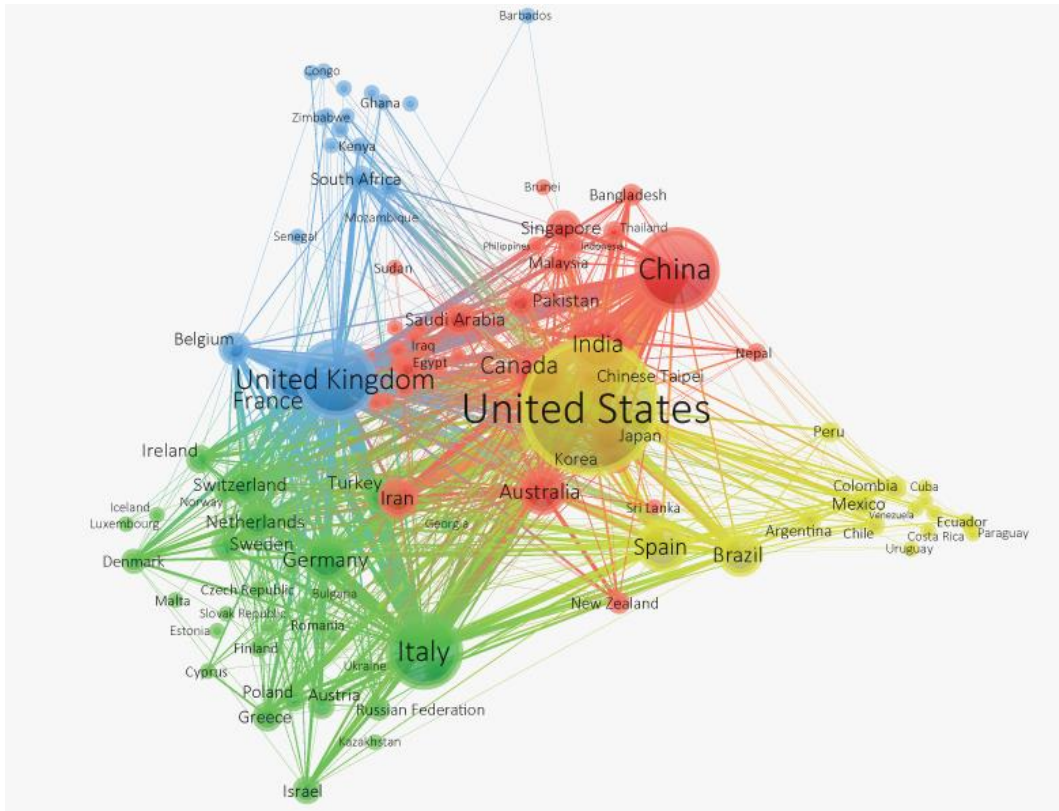 Barbados
Congo
Ghana
Zimbabwe
Kenya
South Africa
Mozambique
Senegal
Brunei
Bangladesh
Singapore
Thailand
Philippines
Indonesia
Malaysia
Sudan
China
Pakistan
Saudi Arabia
Belgium
Iraq
Egypt
India
Nepal
Canada
Chinese Taipei
United Kingdom
France
United States
Japan
Peru
Korea
Ireland
Switzerland
Turkey
Iran
Australia
Colombia
Cuba
Norway
Iceland
Luxembourg
Netherlands
Georgia
Sri Lanka
Mexico
Venezuela
Ecuador
Argentina
Chile
Costa Rica
Paraguay
Uruguay
Sweden
Denmark
Germany
Spain
Brazil
Czech Republic
Bulgaria
Malta
Slovak Republic
New Zealand
Estonia
Romania
Finland
Italy
Cyprus
Ukraine
Poland
Austria
Greece
Russian Federation
Kazakhstan
Israel